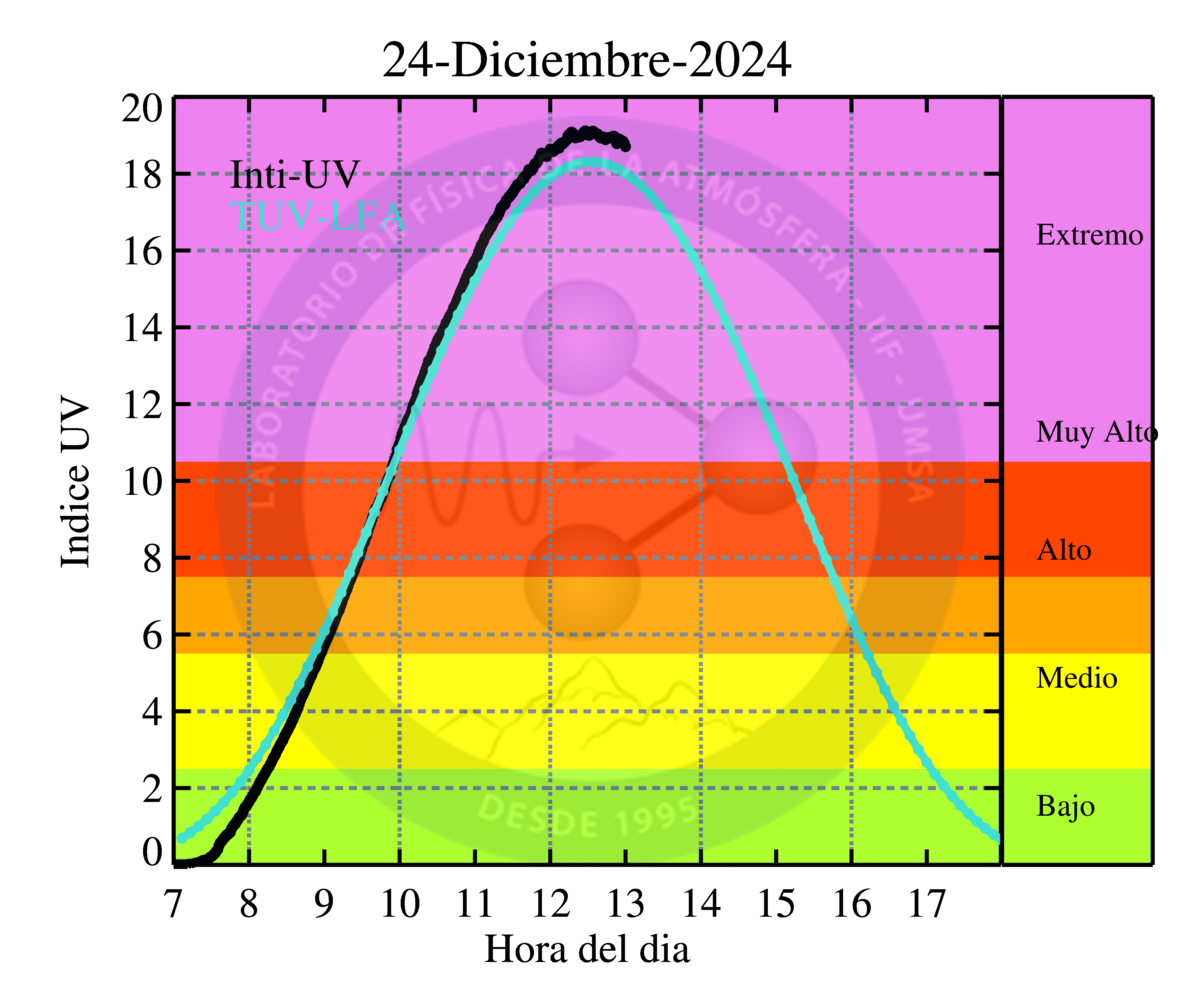 24-Diciembre-2024
20
18
16
14
12
10
8
6
4
2
0
Indice UV
Inti-UV
TUV-LFA
LABORATORIO DE FÍSICA DE LA ATMÓSFERA - IIF - UMSA
DESDE 1995
Extremo
Muy Alto
Alto
Medio
Bajo
7 8 9 10 11 12 13 14 15 16 17
Hora del dia